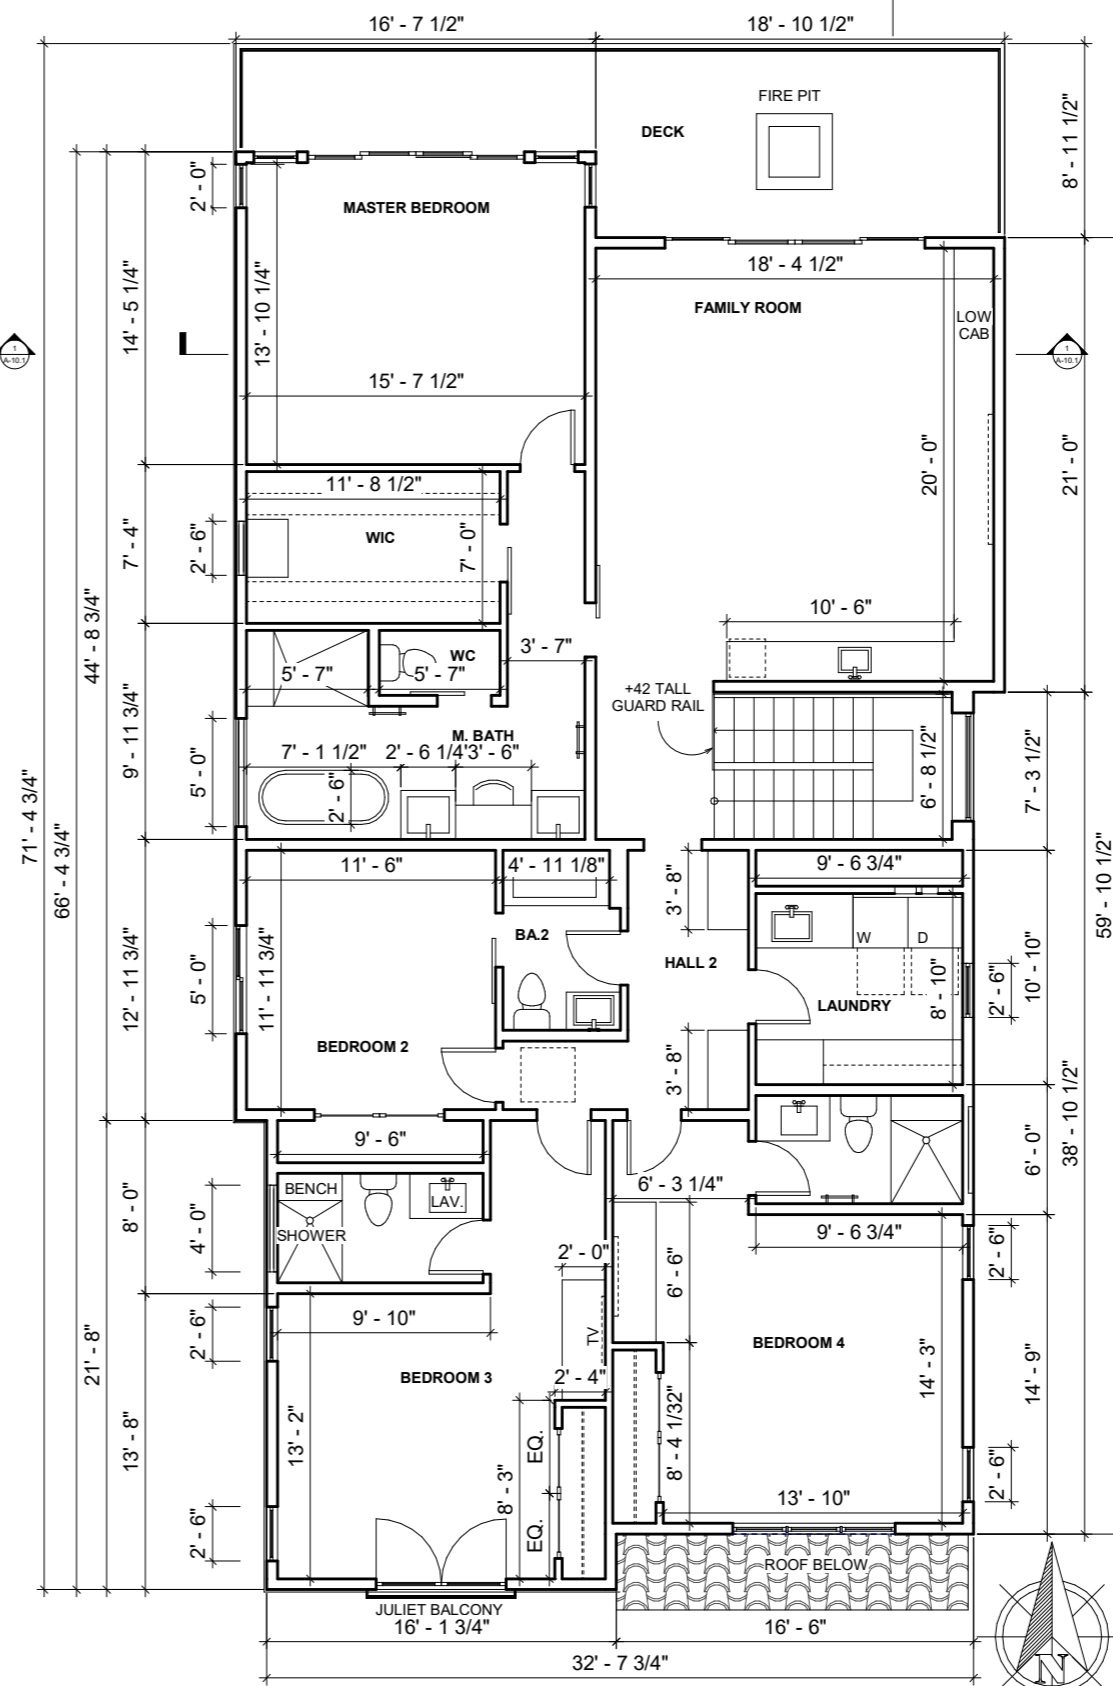 16' - 7 1/2"
18' - 10 1/2"
FIRE PIT
DECK
8' - 11 1/2"
2' - 0"
MASTER BEDROOM
18' - 4 1/2"
FAMILY ROOM
14' - 5 1/4"
13' - 10 1/4"
LOW
CAB
1
A-10.1
1
A-10.1
15' - 7 1/2"
20' - 0"
21' - 0"
11' - 8 1/2"
WIC
7' - 4"
2' - 6"
7' - 0"
10' - 6"
44' - 8 3/4"
3' - 7"
WC
5' - 7"
5' - 7"
+42 TALL
GUARD RAIL
9' - 11 3/4"
M. BATH
7' - 1 1/2"
2' - 6 1/4"
3' - 6"
5' - 0"
2' - 6"
6' - 8 1/2"
7' - 3 1/2"
71' - 4 3/4"
66' - 4 3/4"
11' - 6"
4' - 11 1/8"
9' - 6 3/4"
3' - 8"
59' - 10 1/2"
BA.2
W
D
HALL 2
12' - 11 3/4"
5' - 0"
11' - 11 3/4"
LAUNDRY
8' - 10"
2' - 6"
10' - 10"
BEDROOM 2
3' - 8"
38' - 10 1/2"
9' - 6"
6' - 0"
BENCH
LAV.
6' - 3 1/4"
8' - 0"
4' - 0"
SHOWER
9' - 6 3/4"
2' - 0"
2' - 6"
6' - 6"
9' - 10"
2' - 6"
TV
BEDROOM 4
21' - 8"
BEDROOM 3
2' - 4"
14' - 3"
14' - 9"
13' - 8"
13' - 2"
8' - 3"
EQ.
EQ.
8' - 4 1/32"
2' - 6"
2' - 6"
13' - 10"
ROOF BELOW
JULIET BALCONY
16' - 1 3/4"
16' - 6"
32' - 7 3/4"
N